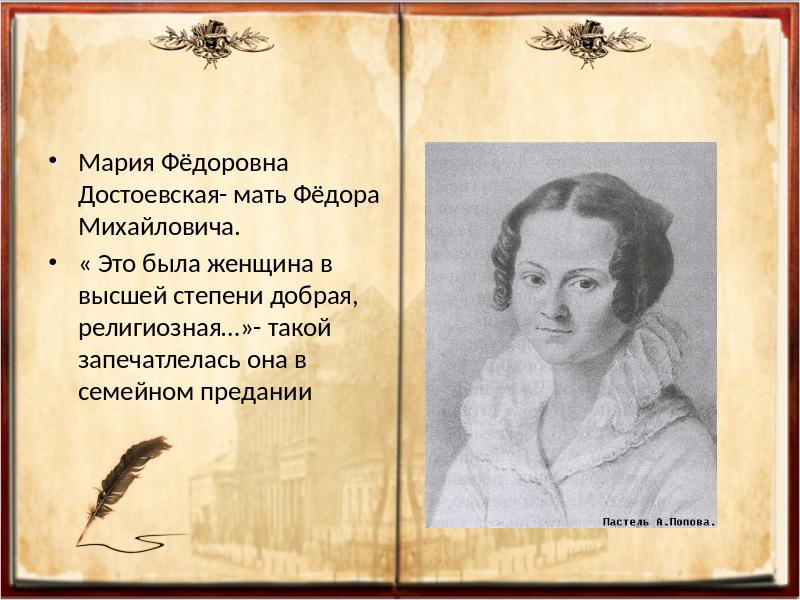 • Мария Фёдоровна
Достоевская- мать Фёдора
Михайловича.
• « Это была женщина в
высшей степени добрая,
религиозная…»- такой
запечатлелась она в
семейном предании
Пастель А.Попова.